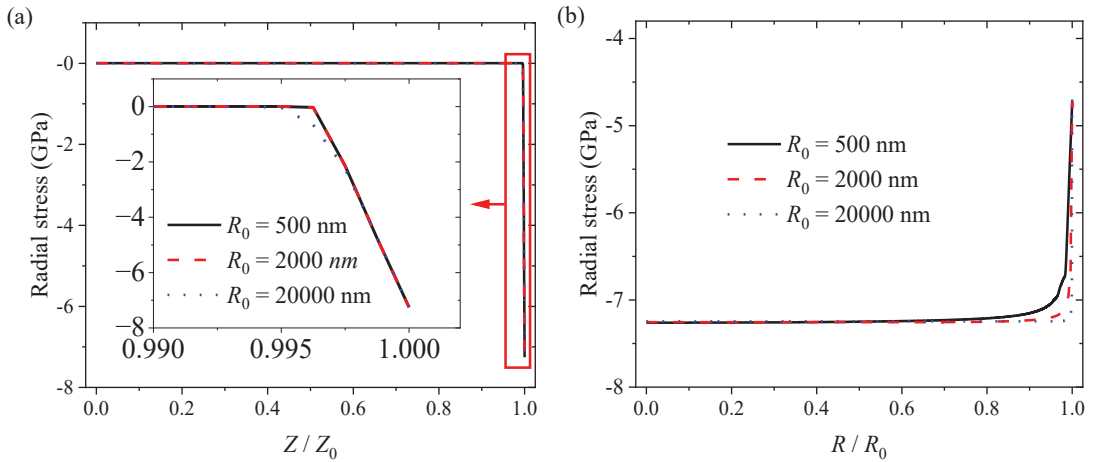 (a)
Radial stress (GPa)
-0
-2
-4
-6
-8
0.0 0.2 0.4 0.6 0.8 1.0
Z / Z0
0
−2
−4
−6
−8
0.990 0.995 1.000
R0 = 500 nm
R0 = 2000 nm
R0 = 20000 nm
(b)
Radial stress (GPa)
-4
-5
-6
-7
-8
0.0 0.2 0.4 0.6 0.8 1.0
R / R0
R0 = 500 nm
R0 = 2000 nm
R0 = 20000 nm